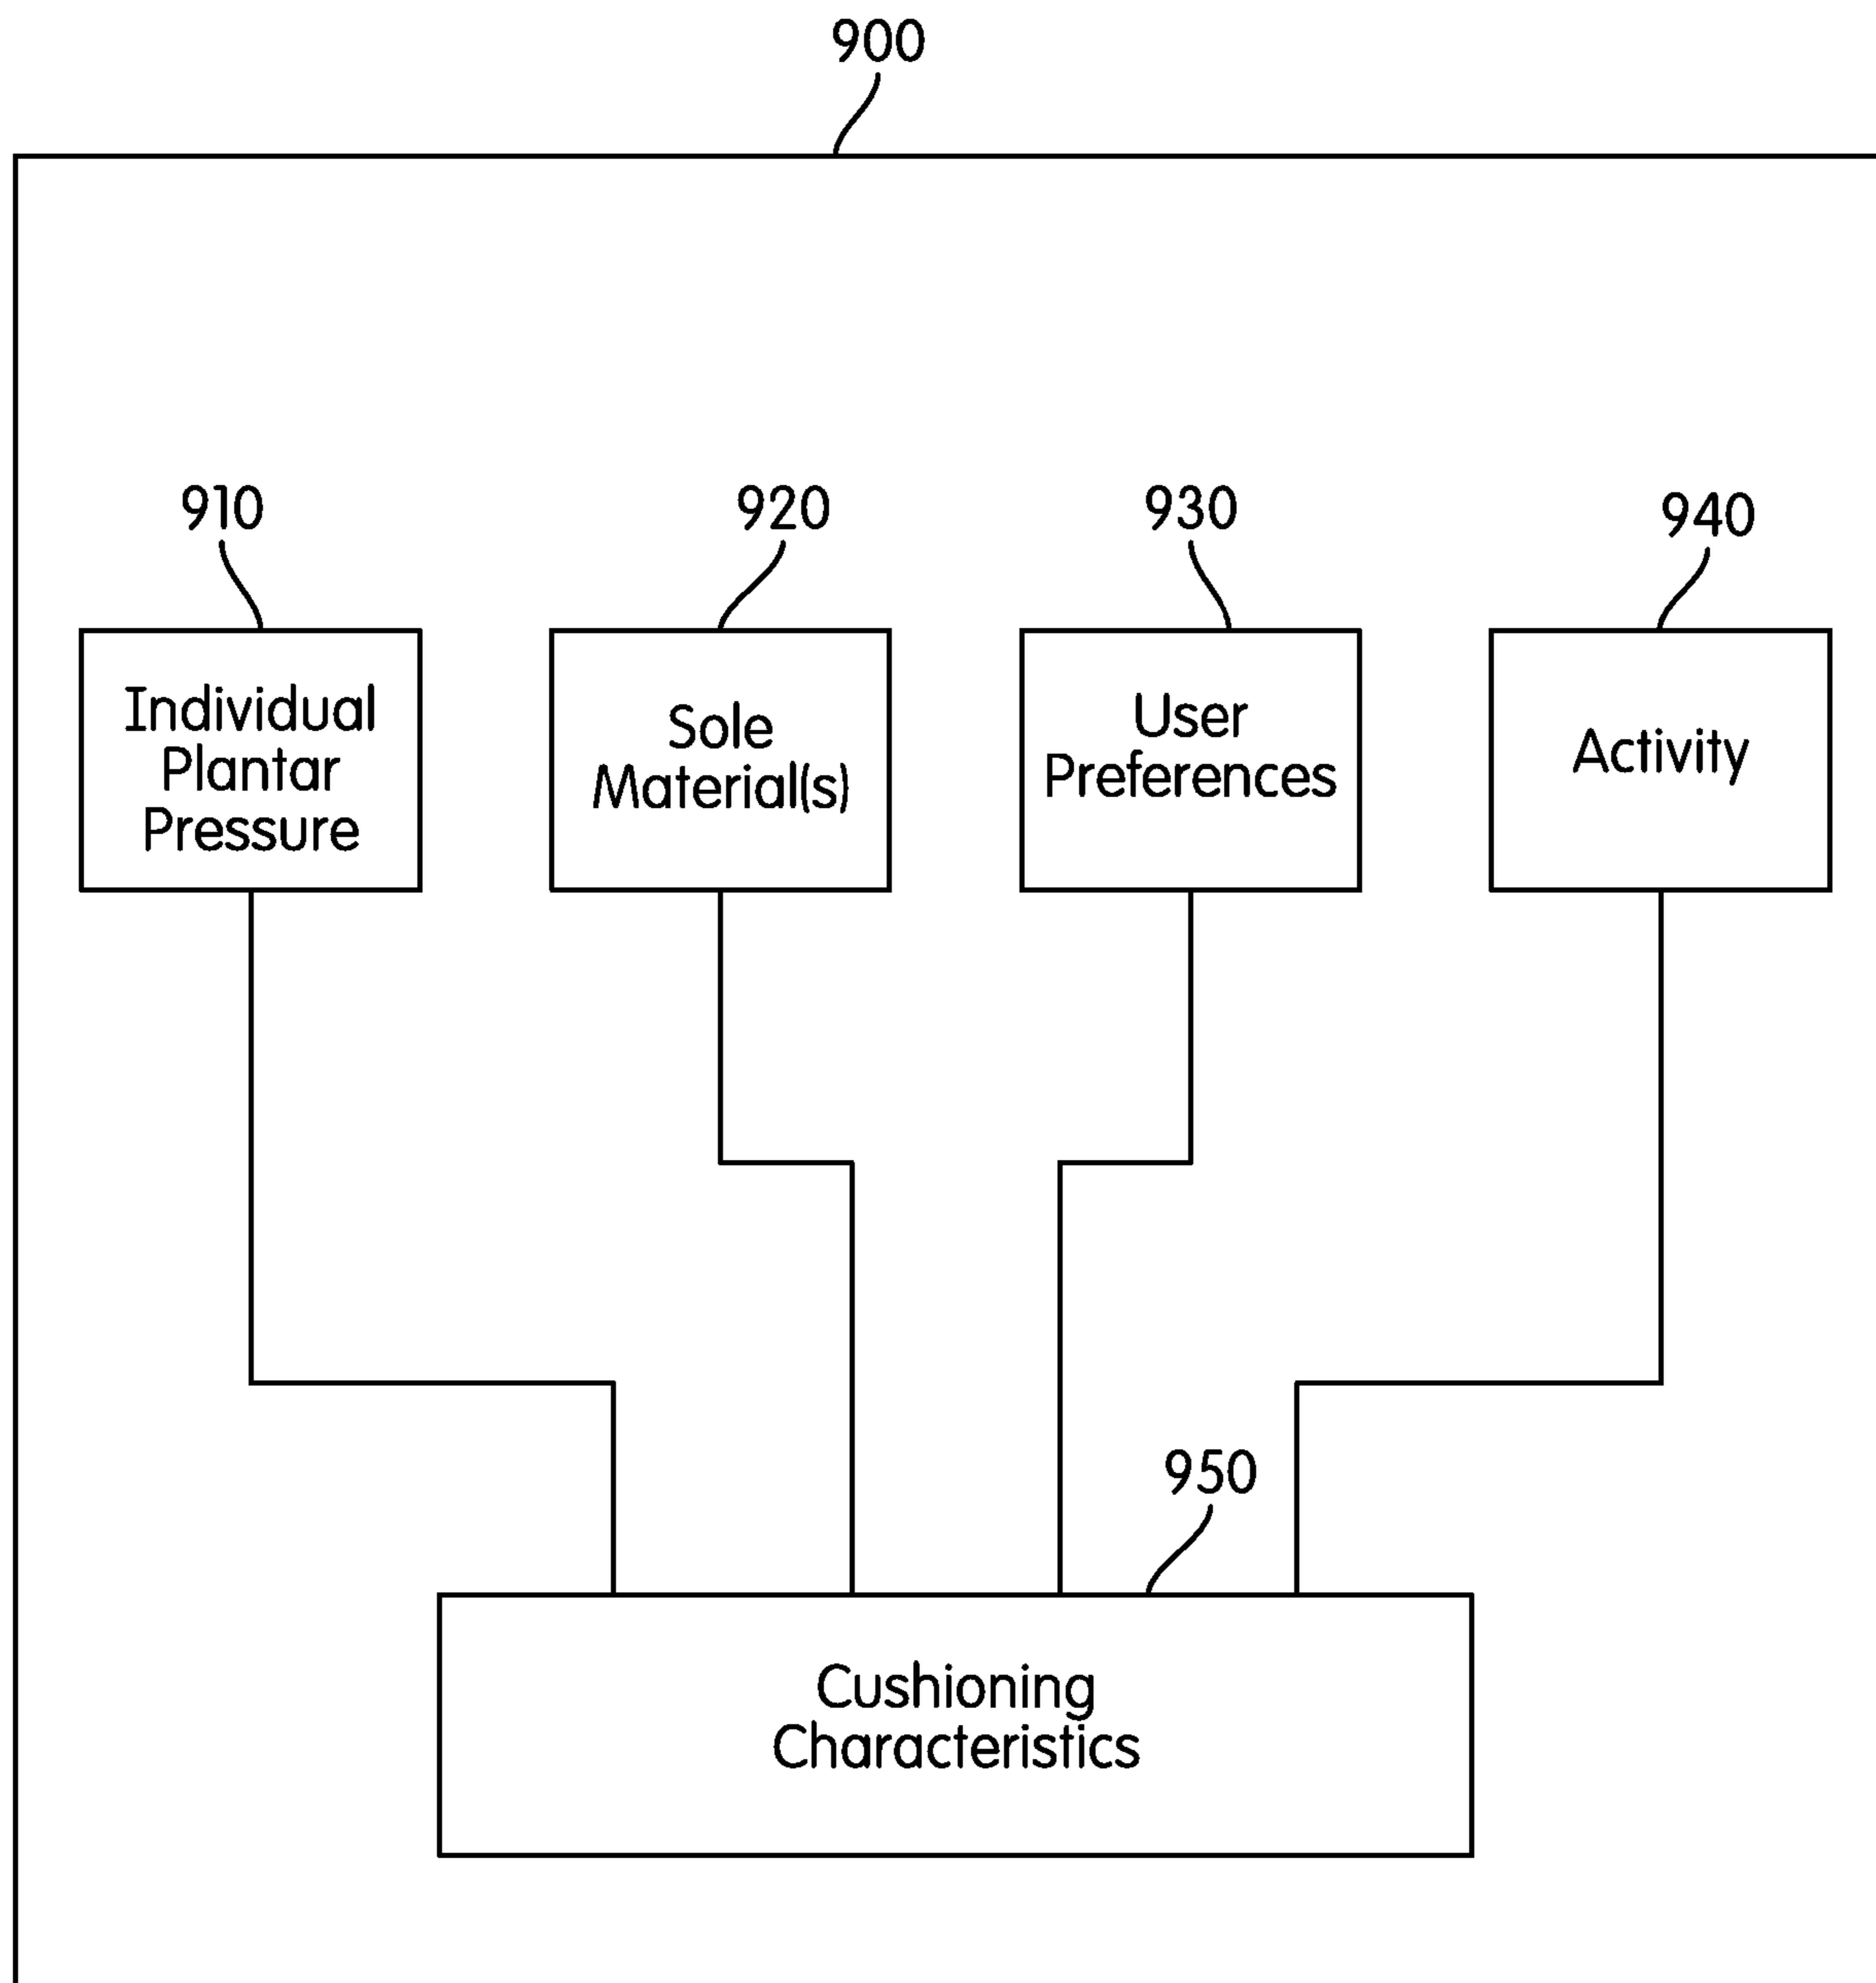 900
910
920
930
940
Individual
Plantar
Pressure
Sole
Material(s)
User
Preferences
Activity
950
Cushioning
Characteristics